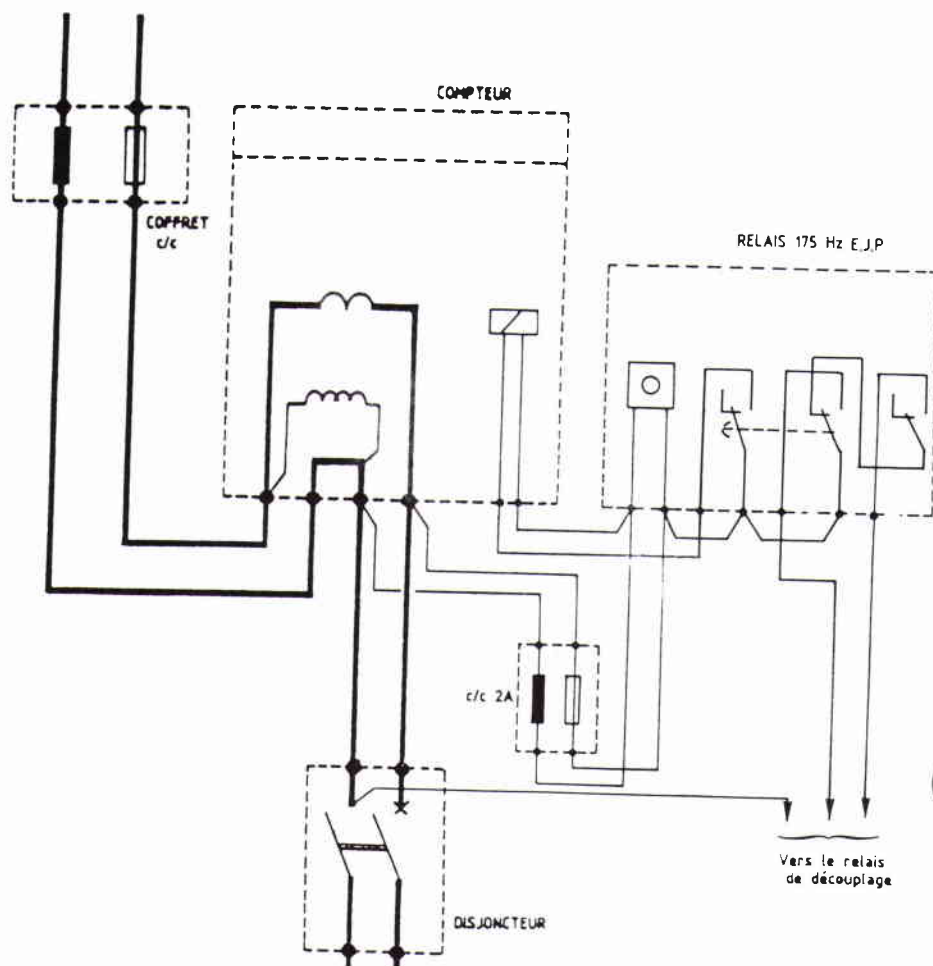 COMPTEUR
COFFRET
c/c
RELAIS 175 Hz E.J.P
c/c 2A
Vers le relais
de découplage
DISJONCTEUR